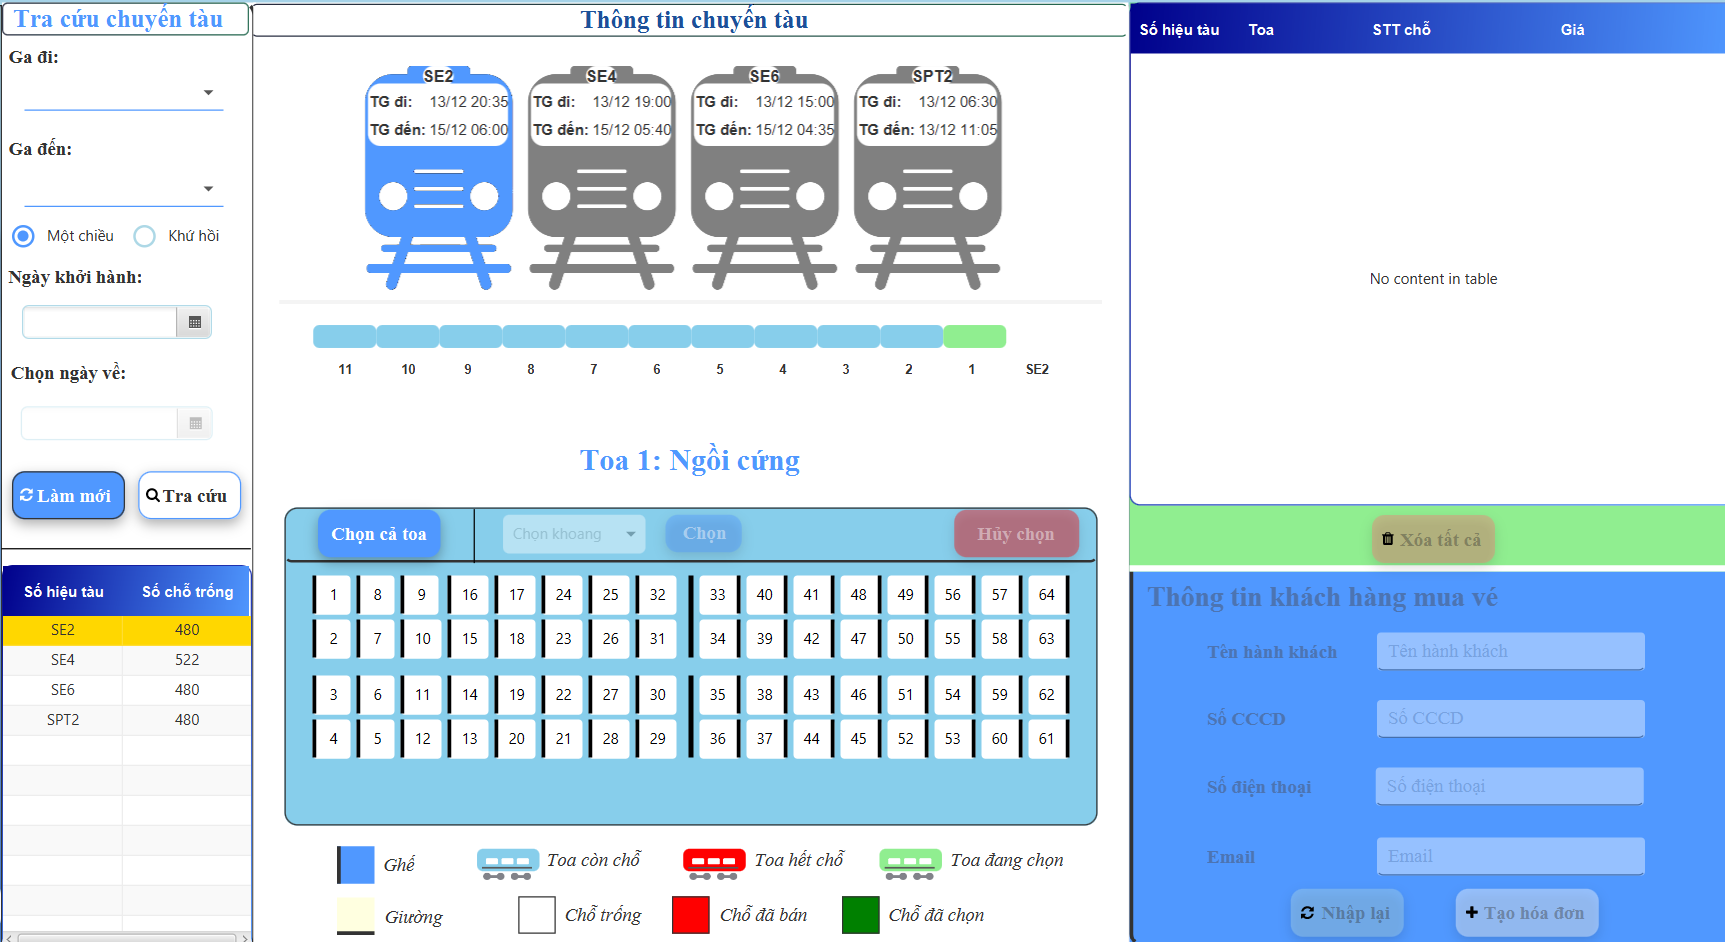 Tra cứu chuyến tàu
Ga đi:
Ga đến:
Một chiều
Khứ hồi
Ngày khởi hành:
Chọn ngày về:
Làm mới
Tra cứu
Số hiệu tàu Số chỗ trống
SE2 480
SE4 522
SE6 480
SPT2 480
Thông tin chuyến tàu
SE2
TG đi: 13/12 20:35
TG đến: 15/12 06:00
SE4
TG đi: 13/12 19:00
TG đến: 15/12 05:40
SE6
TG đi: 13/12 15:00
TG đến: 15/12 04:35
SPT2
TG đi: 13/12 06:30
TG đến: 13/12 11:05
11 10 9 8 7 6 5 4 3 2 1 SE2
Toa 1: Ngồi cứng
Chọn cả toa
Chọn khoang
Chọn
Hủy chọn
1 8 9 16 17 24 25 32 33 40 41 48 49 56 57 64
2 7 10 15 18 23 26 31 34 39 42 47 50 55 58 63
3 6 11 14 19 22 27 30 35 38 43 46 51 54 59 62
4 5 12 13 20 21 28 29 36 37 44 45 52 53 60 61
Ghế
Toa còn chỗ
Toa hết chỗ
Toa đang chọn
Giường
Chỗ trống
Chỗ đã bán
Chỗ đã chọn
Số hiệu tàu Toa STT chỗ Giá
No content in table
Xóa tất cả
Thông tin khách hàng mua vé
Tên hành khách
Tên hành khách
Số CCCD
Số CCCD
Số điện thoại
Số điện thoại
Email
Email
Nhập lại
Tạo hóa đơn